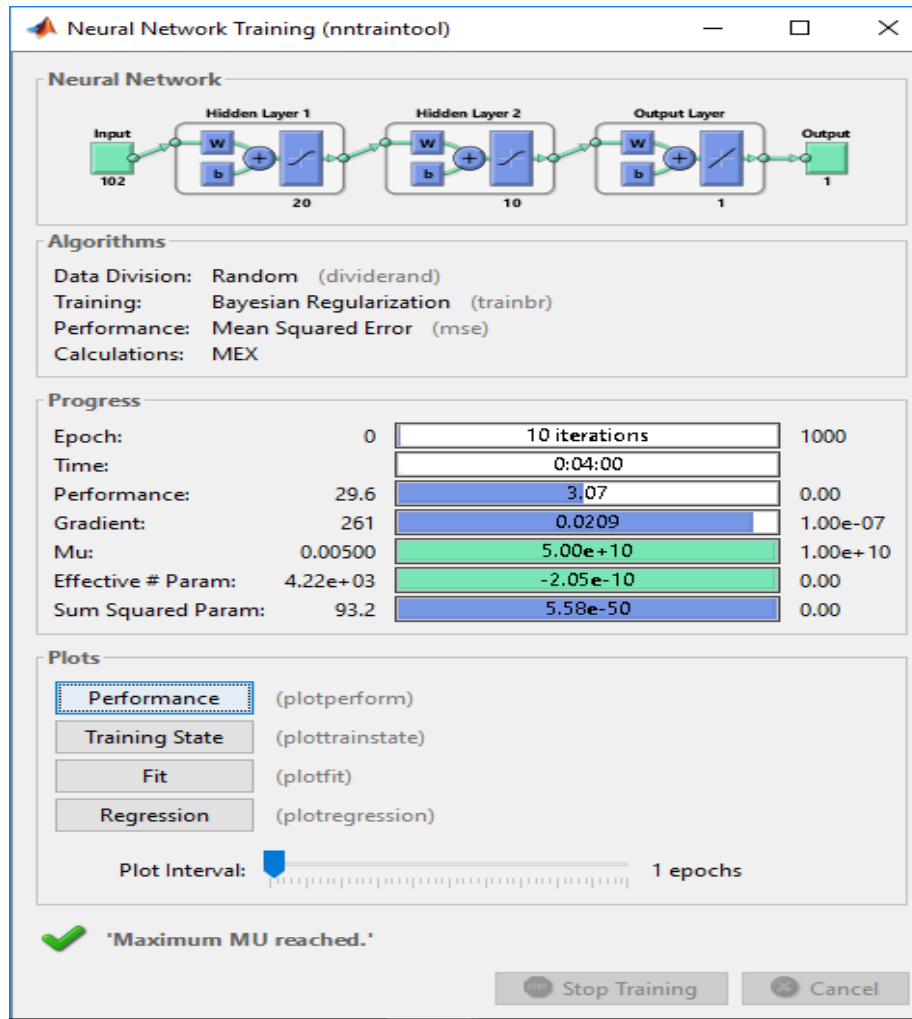 Neural Network Training (nntraintool)
Neural Network
Hidden Layer 1 Hidden Layer 2 Output Layer
Input Output
W W W
b b b
+ + +
102 1
20 10 1
Algorithms
Data Division: Random (dividerand)
Training: Bayesian Regularization (trainbr)
Performance: Mean Squared Error (mse)
Calculations: MEX
Progress
Epoch: 0 10 iterations 1000
Time: 0:04:00
Performance: 29.6 3.07 0.00
Gradient: 261 0.0209 1.00e-07
Mu: 0.00500 5.00e+10 1.00e+10
Effective # Param: 4.22e+03 -2.05e-10 0.00
Sum Squared Param: 93.2 5.58e-50 0.00
Plots
Performance (plotperform)
Training State (plottrainstate)
Fit (plotfit)
Regression (plotregression)
Plot Interval: 1 epochs
'Maximum MU reached.'
Stop Training Cancel